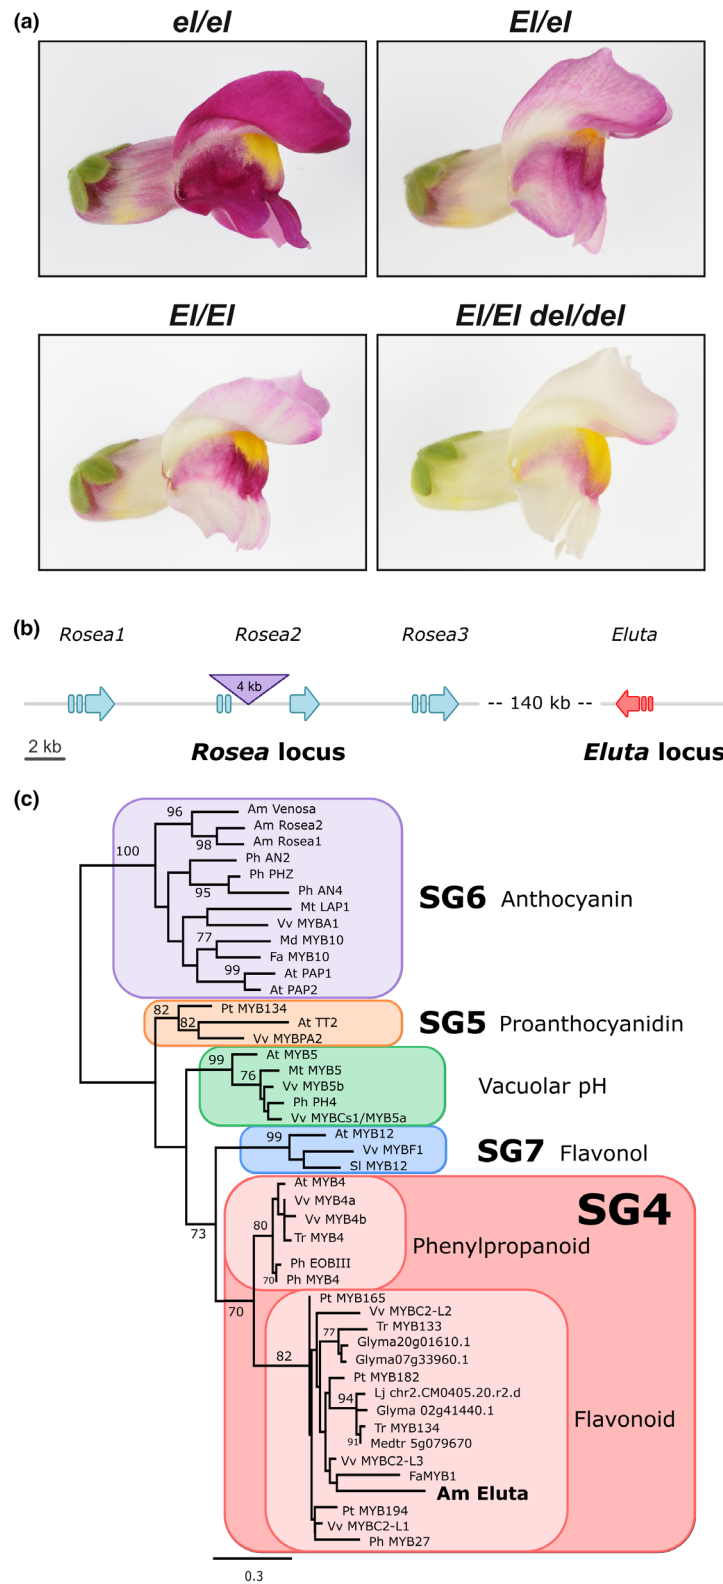 (a)
el/el
El/el
El/El
El/El del/del
(b)
Rosea1
Rosea2
Rosea3
Eluta
4 kb
-- 140 kb --
2 kb
Rosea locus
Eluta locus
(c)
96
Am Venosa
Am Rosea2
98
Am Rosea1
100
Ph AN2
Ph PHZ
95
Ph AN4
SG6 Anthocyanin
Mt LAP1
Vv MYBA1
77
Md MYB10
Fa MYB10
99
At PAP1
At PAP2
82
Pt MYB134
82
At TT2
SG5 Proanthocyanidin
Vv MYBPA2
99
At MYB5
76
Mt MYB5
Vv MYB5b
Vacuolar pH
Ph PH4
Vv MYBCs1/MYB5a
99
At MYB12
Vv MYBF1
SG7 Flavonol
Sl MYB12
At MYB4
Vv MYB4a
SG4
80
Vv MYB4b
73
Tr MYB4
Phenylpropanoid
Ph EOBIII
70
Ph MYB4
70
Pt MYB165
Vv MYBC2-L2
77
Tr MYB133
Glyma20g01610.1
82
Glyma07g33960.1
Pt MYB182
94
Lj chr2.CM0405.20.r2.d
Glyma 02g41440.1
Flavonoid
Tr MYB134
91
Medtr 5g079670
Vv MYBC2-L3
FaMYB1
Am Eluta
Pt MYB194
Vv MYBC2-L1
Ph MYB27
0.3